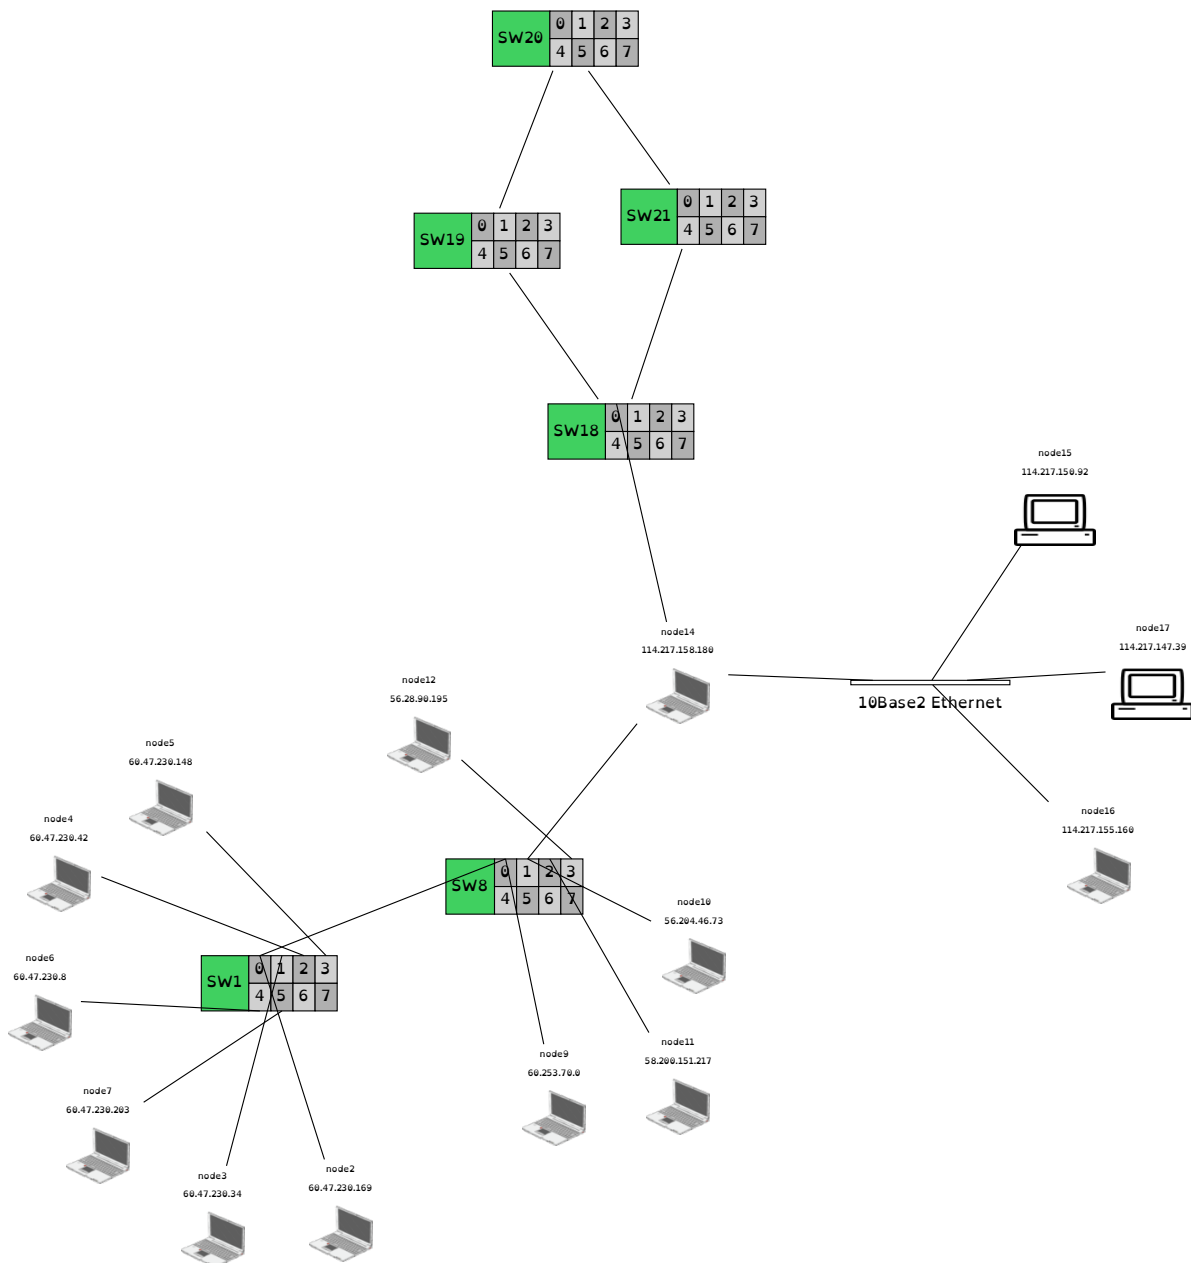 SW20 0 1 2 3
4 5 6 7
SW21 0 1 2 3
4 5 6 7
SW19 0 1 2 3
4 5 6 7
SW18 0 1 2 3
4 5 6 7
node15
114.217.150.92
node14
114.217.158.180
node17
114.217.147.39
10Base2 Ethernet
node12
56.28.90.195
node5
60.47.230.148
node4
60.47.230.42
node16
114.217.155.160
SW8 0 1 2 3
4 5 6 7
node10
56.204.46.73
node6
60.47.230.8
SW1 0 1 2 3
4 5 6 7
node11
58.200.151.217
node9
60.253.70.0
node7
60.47.230.203
node3
60.47.230.34
node2
60.47.230.169